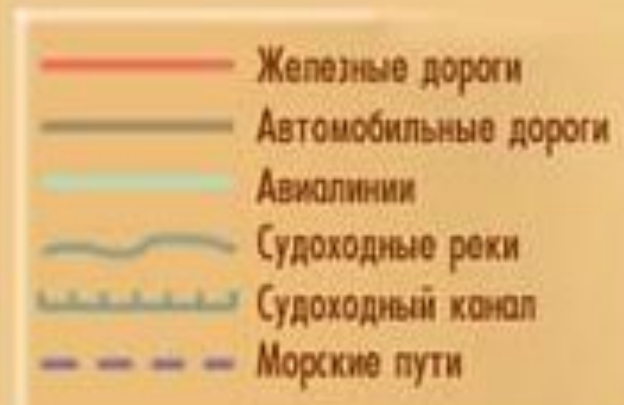 Железные дороги
Автомобильные дороги
Авиалинии
Судоходные реки
Судоходный канал
Морские пути